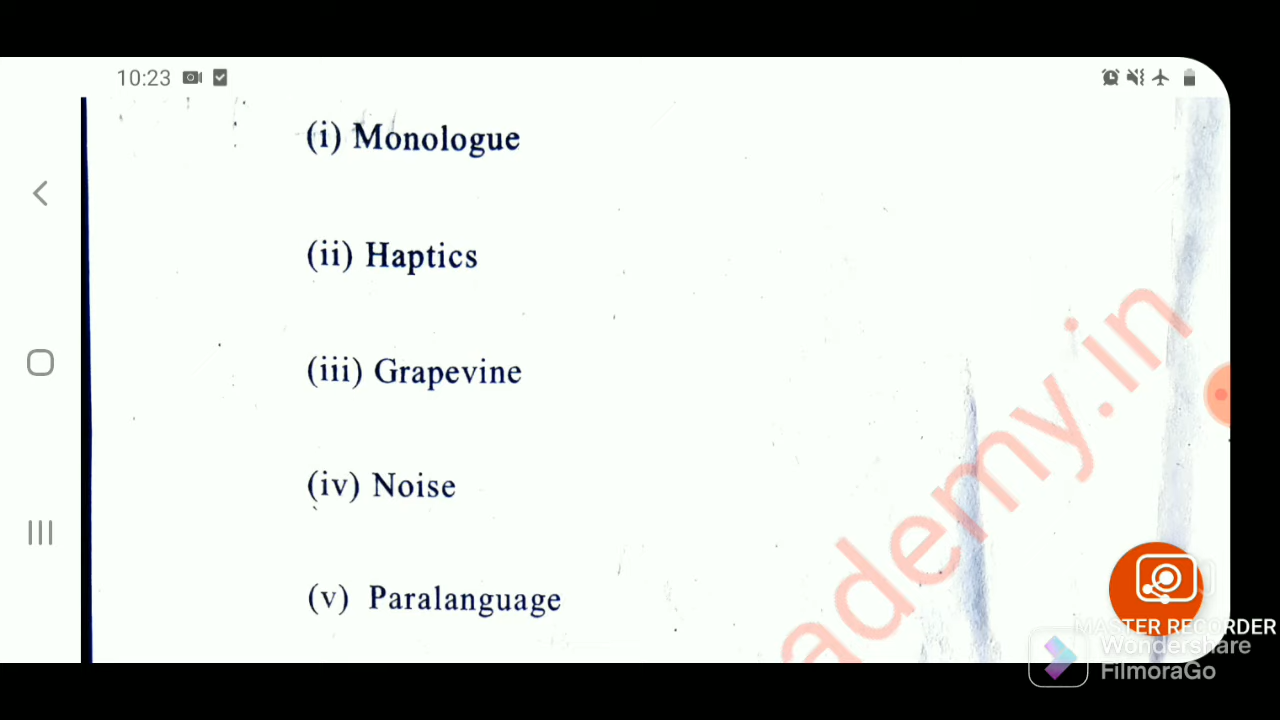 10:23
(i) Monologue
(ii) Haptics
(iii) Grapevine
(iv) Noise
(v) Paralanguage
ademy.in
MASTER RECORDER
Wondershare
FilmoraGo